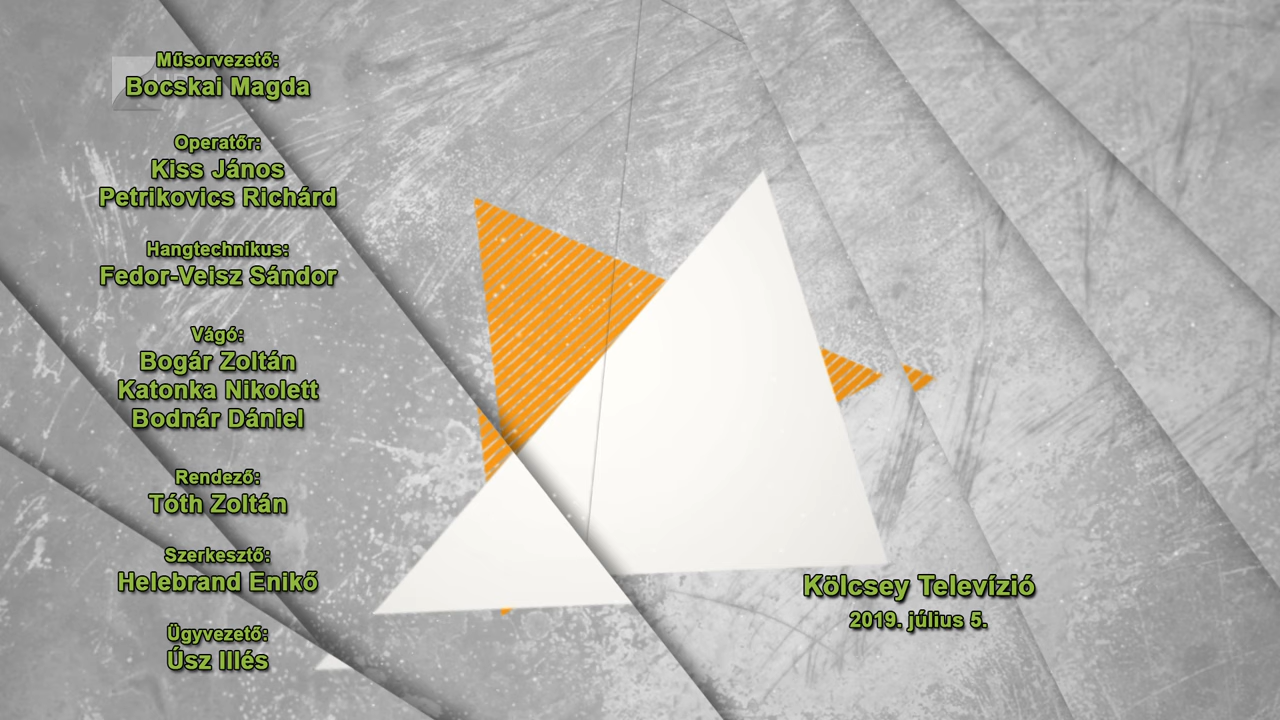 Műsorvezető:
Bocskai Magda
Operatőr:
Kiss János
Petrikovics Richárd
Hangtechnikus:
Fedor-Veisz Sándor
Vágó:
Bogár Zoltán
Katonka Nikolett
Bodnár Dániel
Rendező:
Tóth Zoltán
Szerkesztő:
Helebrand Enikő
Ügyvezető:
Úsz Illés
Kölcsey Televízió
2019. július 5.